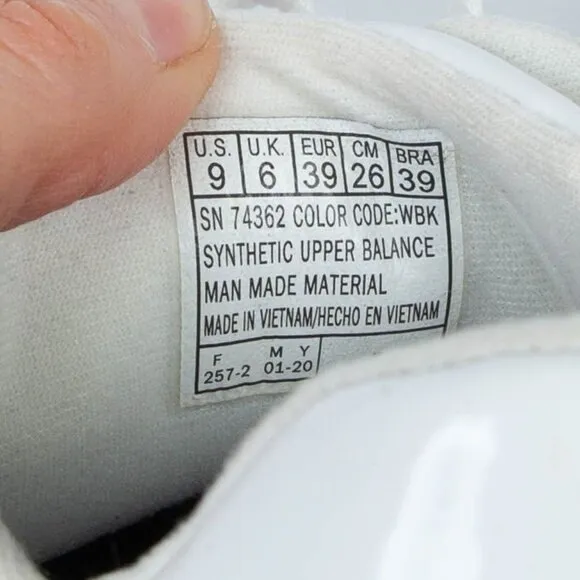 U.S. U.K. EUR CM BRA
9 6 39 26 39
SN 74362 COLOR CODE:WBK
SYNTHETIC UPPER BALANCE
MAN MADE MATERIAL
MADE IN VIETNAM/HECHO EN VIETNAM
F M Y
257-2 01-20